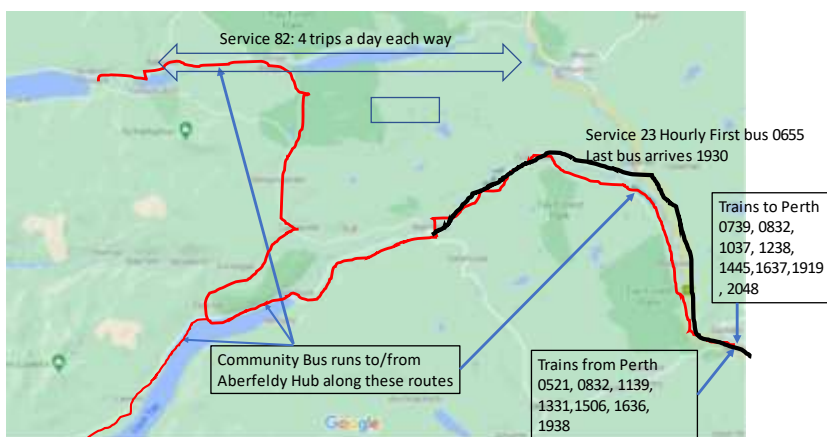 Service 82: 4 trips a day each way
Service 23 Hourly First bus 0655
Last bus arrives 1930
Trains to Perth
0739, 0832,
1037, 1238,
1445,1637,1919
, 2048
Community Bus runs to/from
Aberfeldy Hub along these routes
Trains from Perth
0521, 0832, 1139,
1331,1506, 1636,
1938
Google